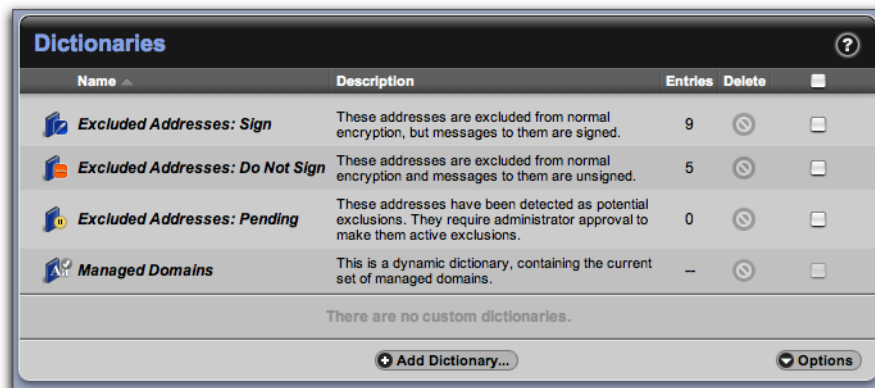 Dictionaries
?
Name Description Entries Delete
Excluded Addresses: Sign These addresses are excluded from normal 9
encryption, but messages to them are signed.
Excluded Addresses: Do Not Sign These addresses are excluded from normal 5
encryption and messages to them are unsigned.
These addresses have been detected as potential
Excluded Addresses: Pending exclusions. They require administrator approval to 0
make them active exclusions.
Managed Domains This is a dynamic dictionary, containing the current --
set of managed domains.
There are no custom dictionaries.
Add Dictionary... Options